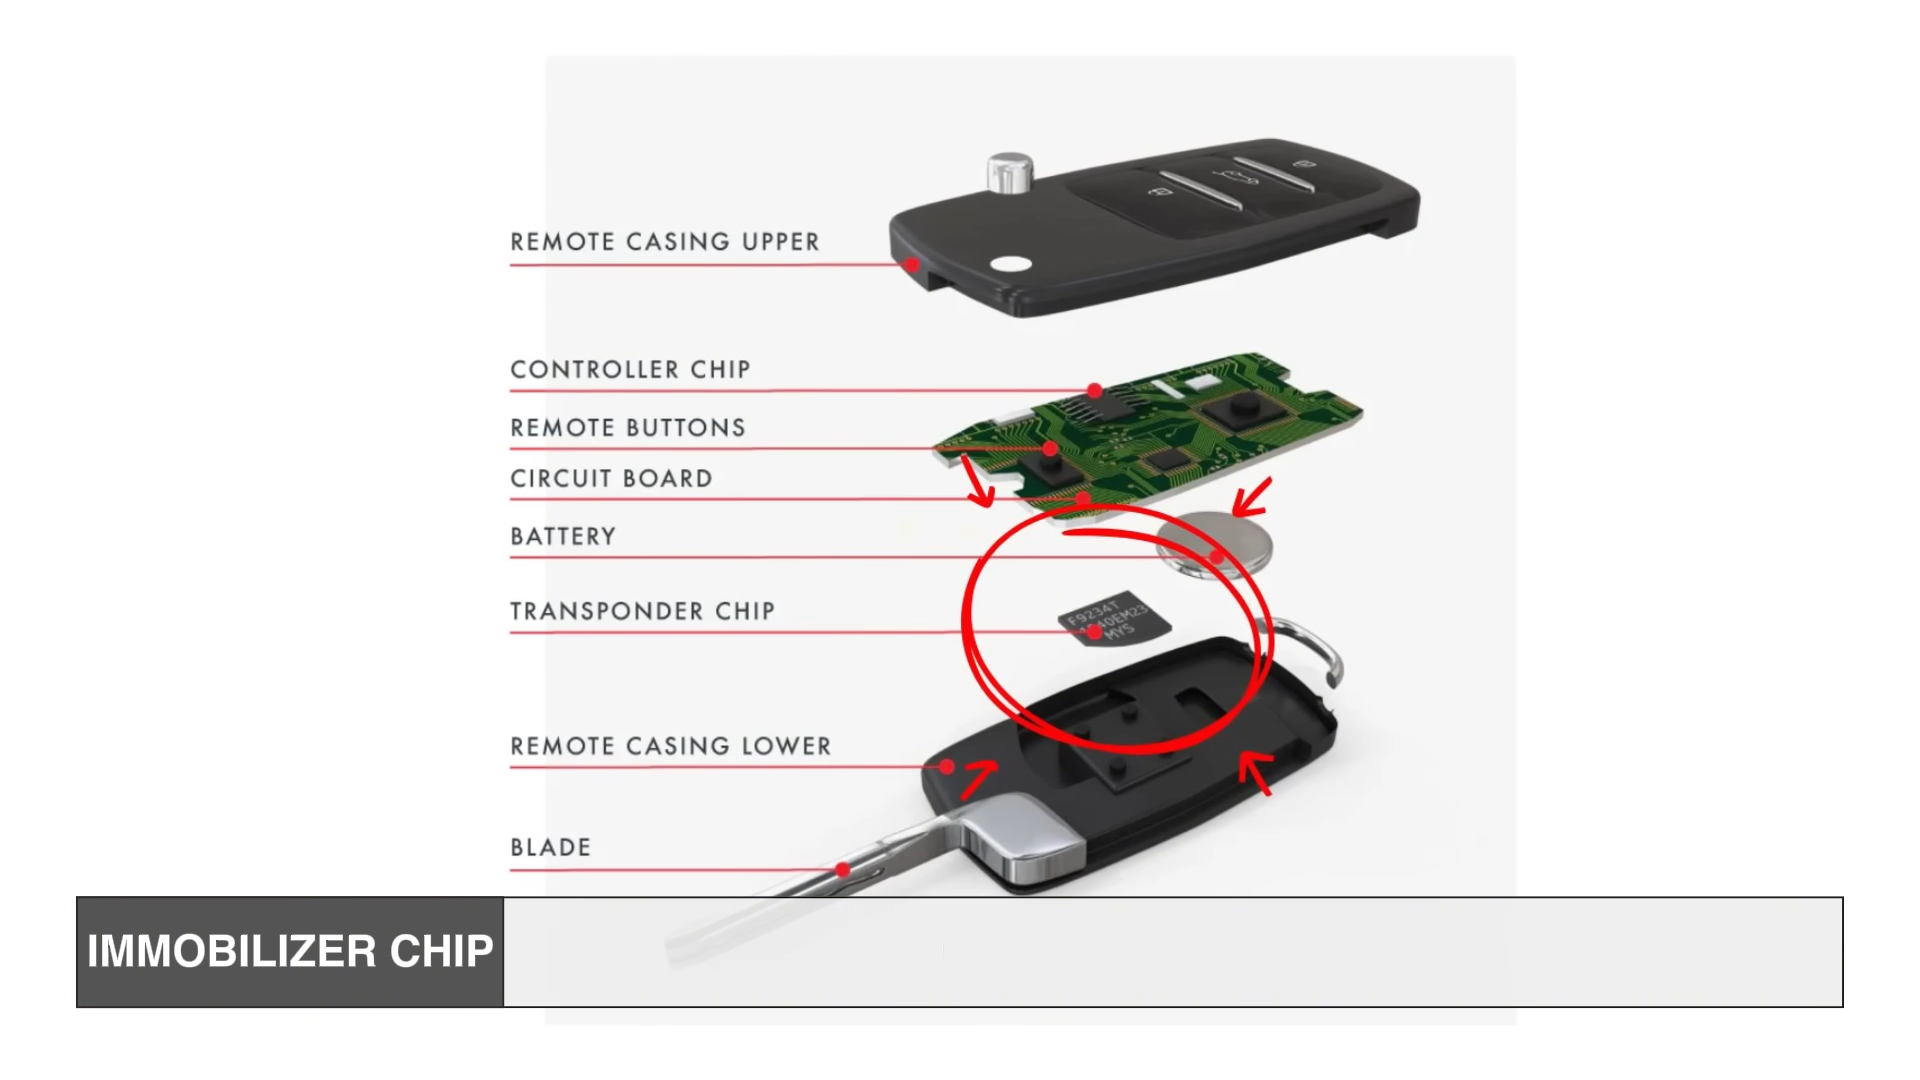 REMOTE CASING UPPER
CONTROLLER CHIP
REMOTE BUTTONS
CIRCUIT BOARD
BATTERY
TRANSPONDER CHIP
F9234T
40EM23
MYS
REMOTE CASING LOWER
BLADE
IMMOBILIZER CHIP